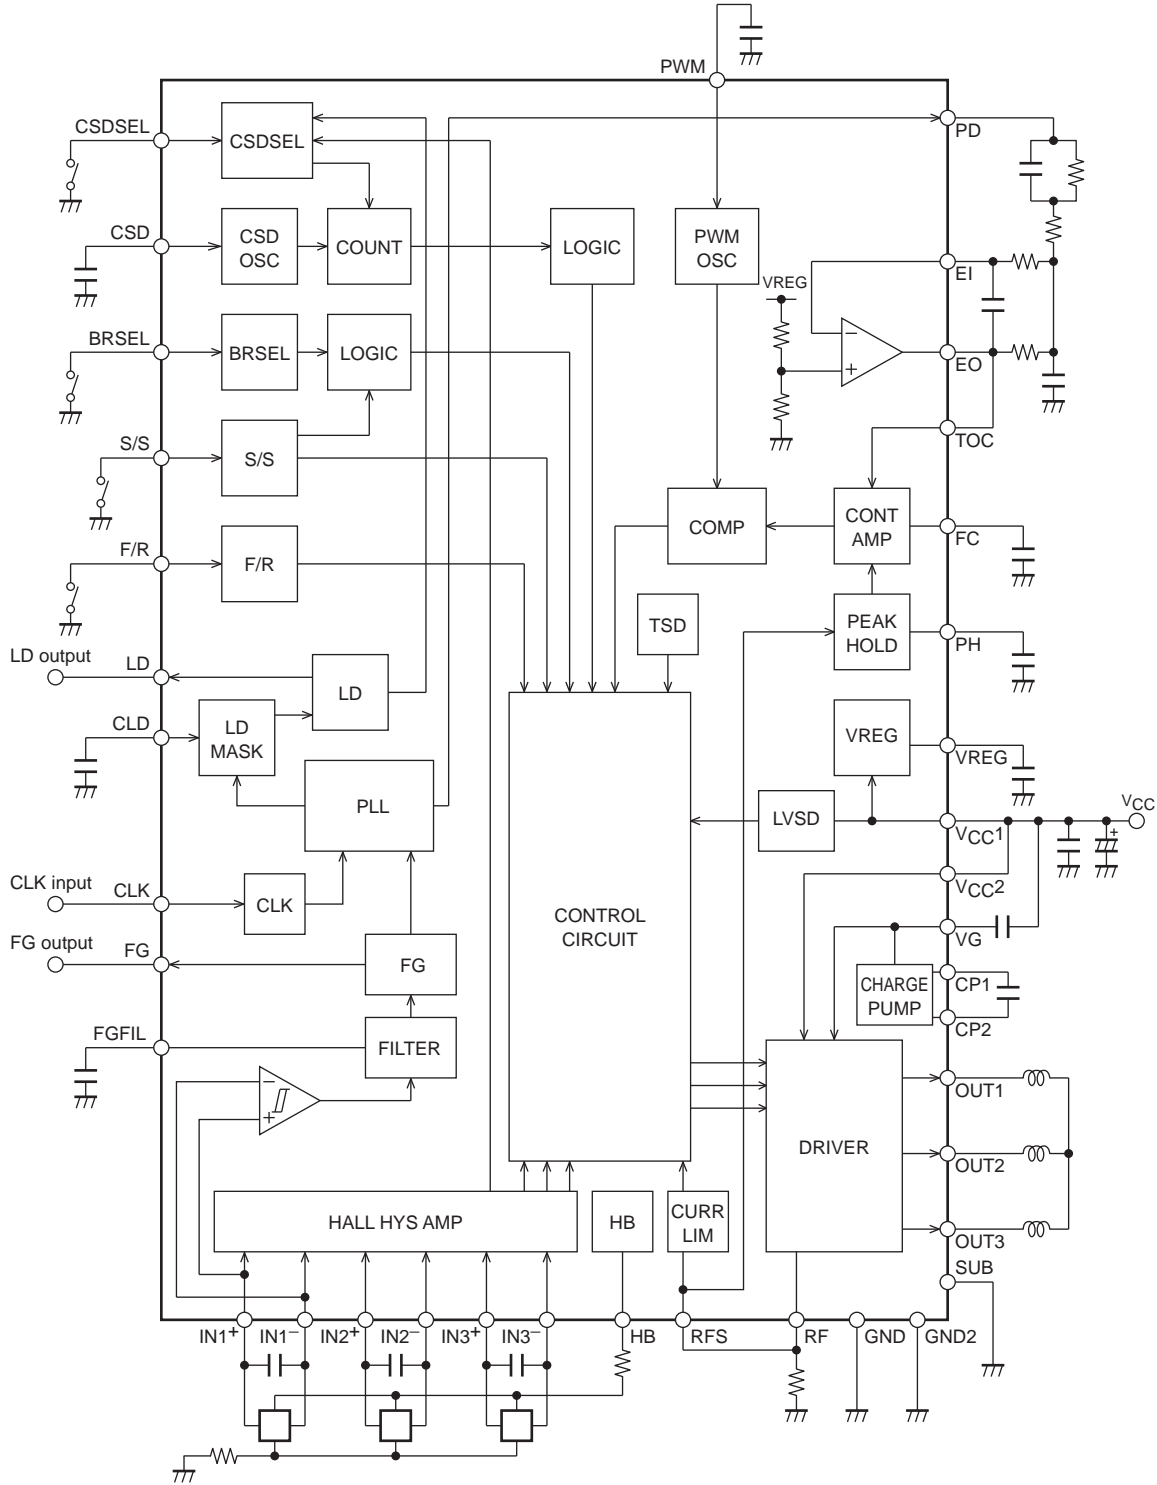 PWM
CSDSEL
CSDSEL
PD
CSD
CSD
OSC
COUNT
LOGIC
PWM
OSC
EI
VREG
BRSEL
BRSEL
LOGIC
−
+
EO
S/S
S/S
TOC
COMP
CONT
AMP
FC
F/R
F/R
TSD
PEAK
HOLD
PH
LD output
LD
LD
CLD
LD
MASK
VREG
VREG
PLL
LVSD
VCC1
VCC
+
CLK input
CLK
CLK
VCC2
CONTROL
CIRCUIT
VG
FG output
FG
FG
CHARGE
PUMP
CP1
CP2
FGFIL
FILTER
−
+
OUT1
DRIVER
OUT2
HALL HYS AMP
HB
CURR
LIM
OUT3
SUB
IN1+
IN1−
IN2+
IN2−
IN3+
IN3−
HB
RFS
RF
GND
GND2